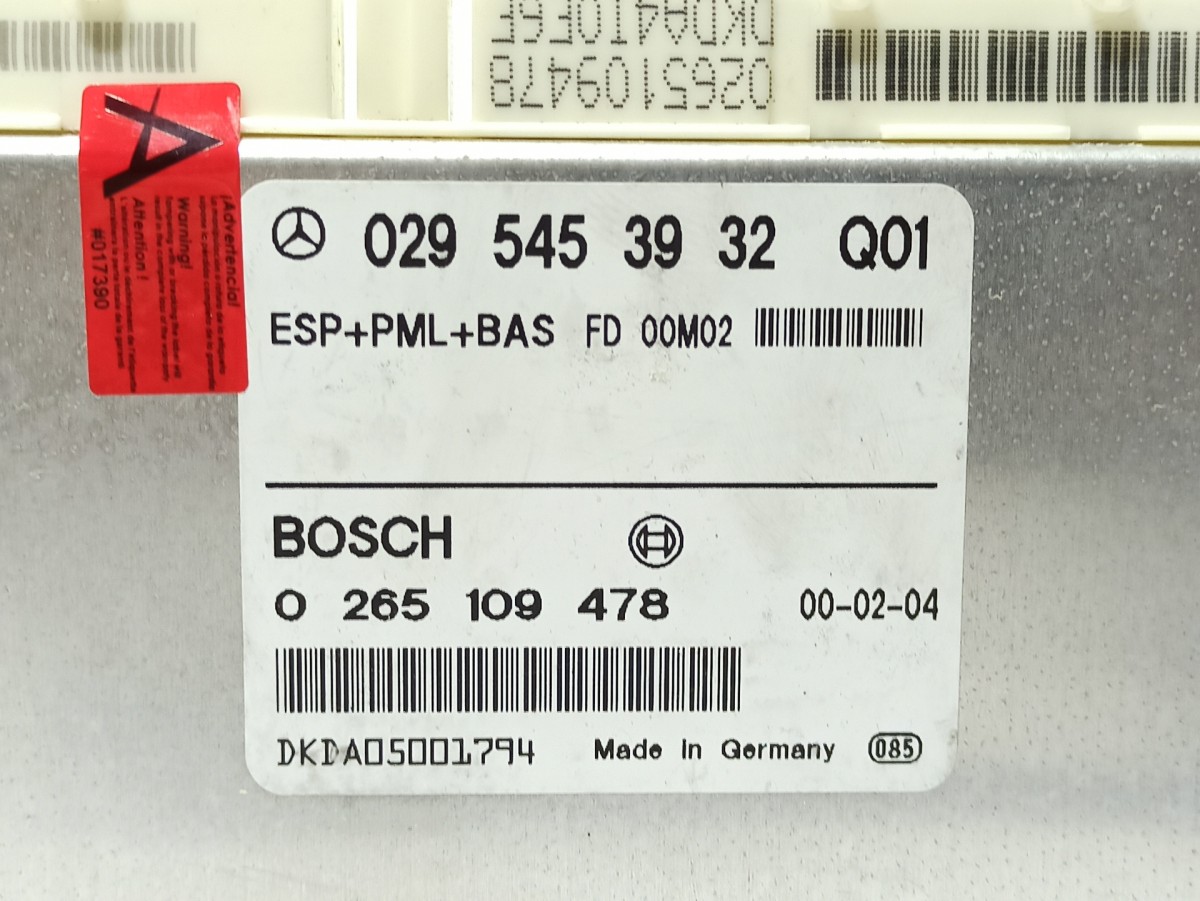 0265109478
029 545 39 32 Q01
ESP+PML+BAS FD 00M02
BOSCH
0 265 109 478 00-02-04
DKDA05001794 Made In Germany 085
A
¡Advertencia!
Warning!
Attention !
#017390